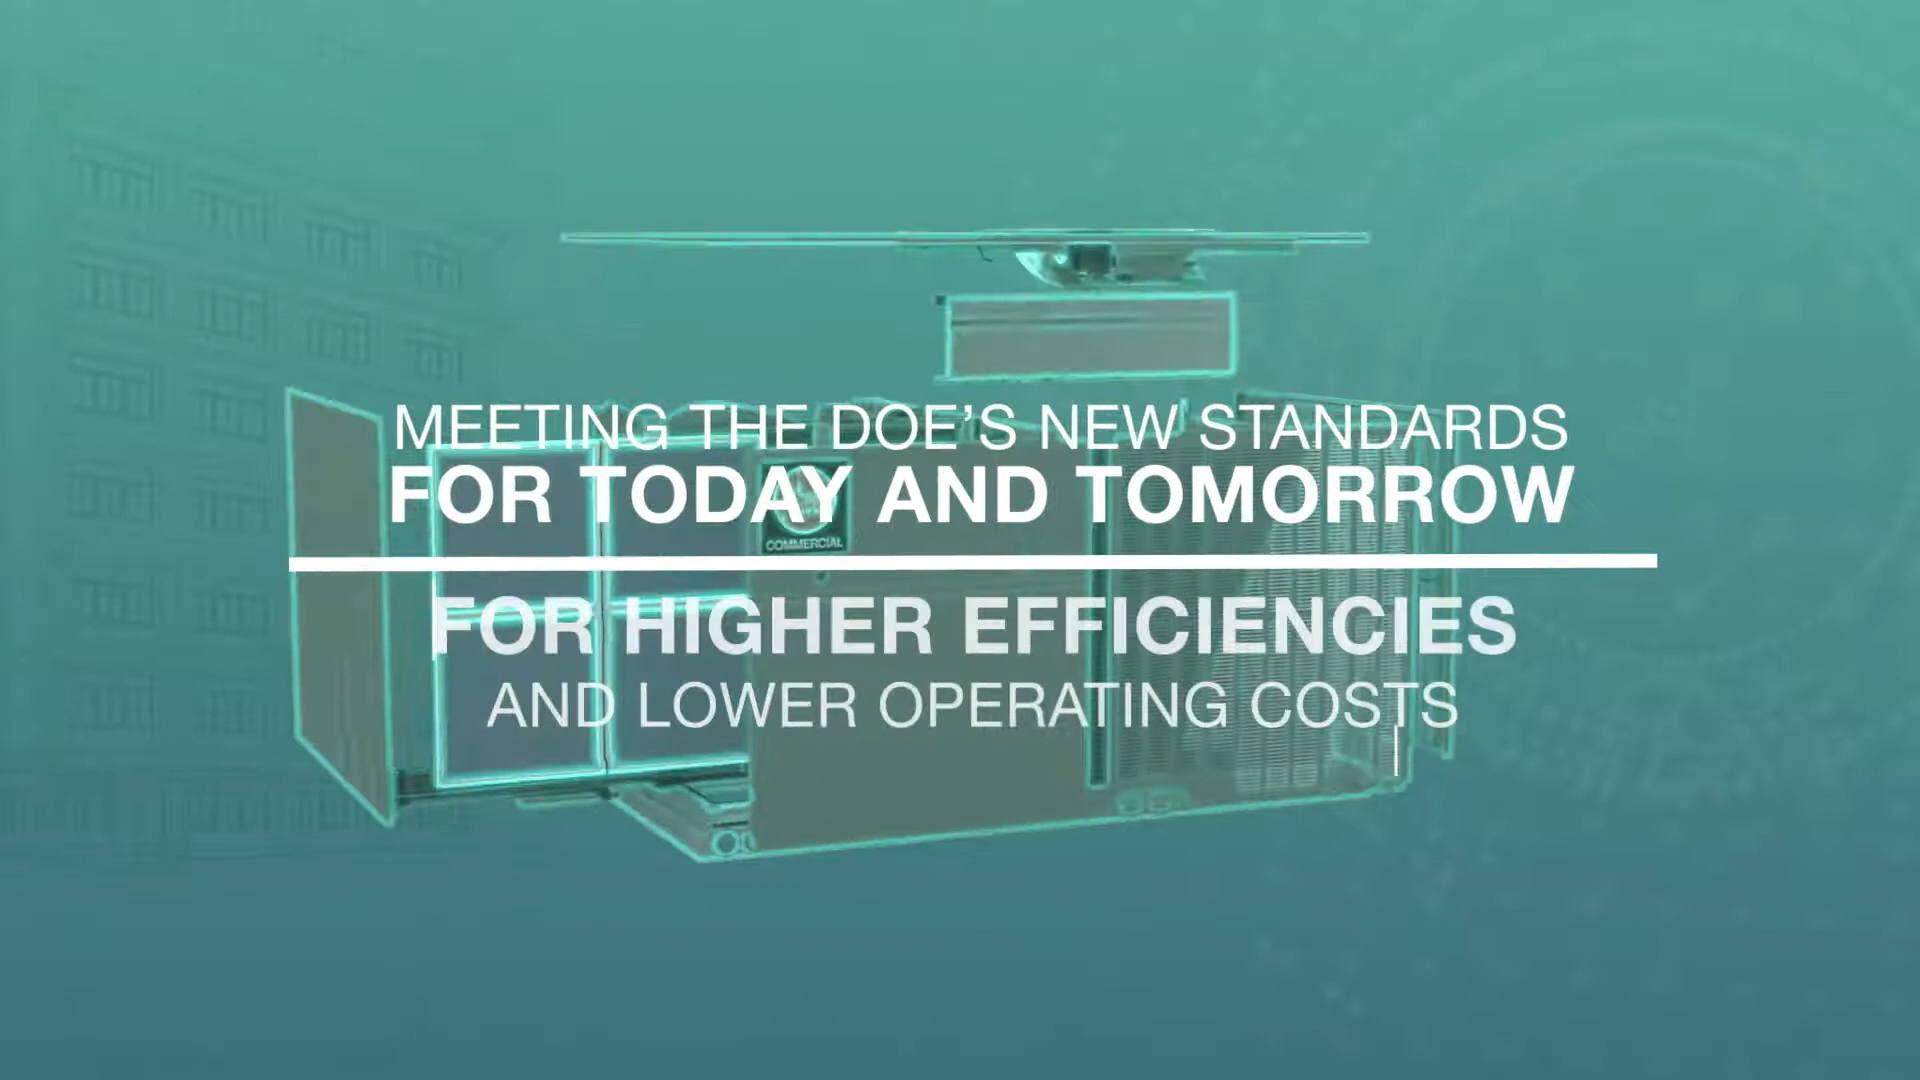 MEETING THE DOE’S NEW STANDARDS
FOR TODAY AND TOMORROW
COMMERCIAL
FOR HIGHER EFFICIENCIES
AND LOWER OPERATING COSTS